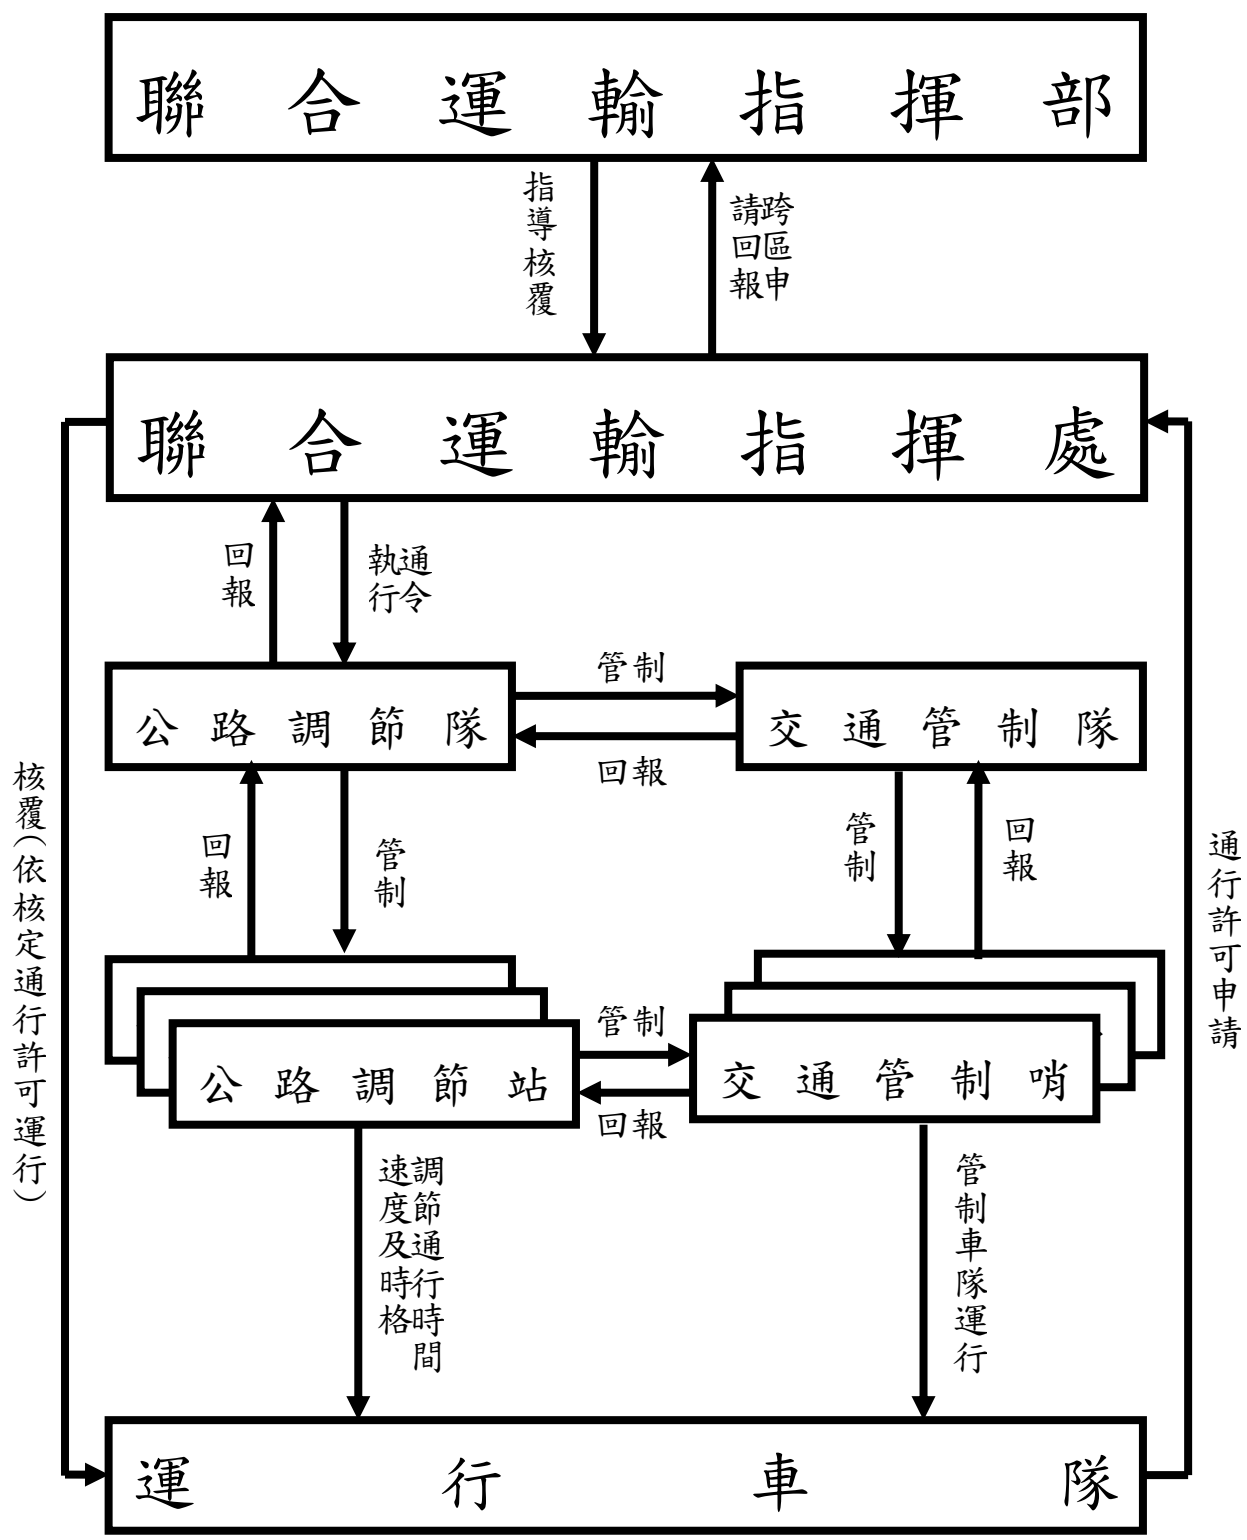 聯合運輸指揮部
指導核覆
跨區申
請回報
聯合運輸指揮處
回報
通令
執行
公路調節隊
管制
回報
交通管制隊
回報
管制
管制
回報
公路調節站
管制
回報
交通管制哨
調節通行時間
速度及時格
管制車隊運行
核覆(依核定通行許可運行)
通行許可申請
運行車隊